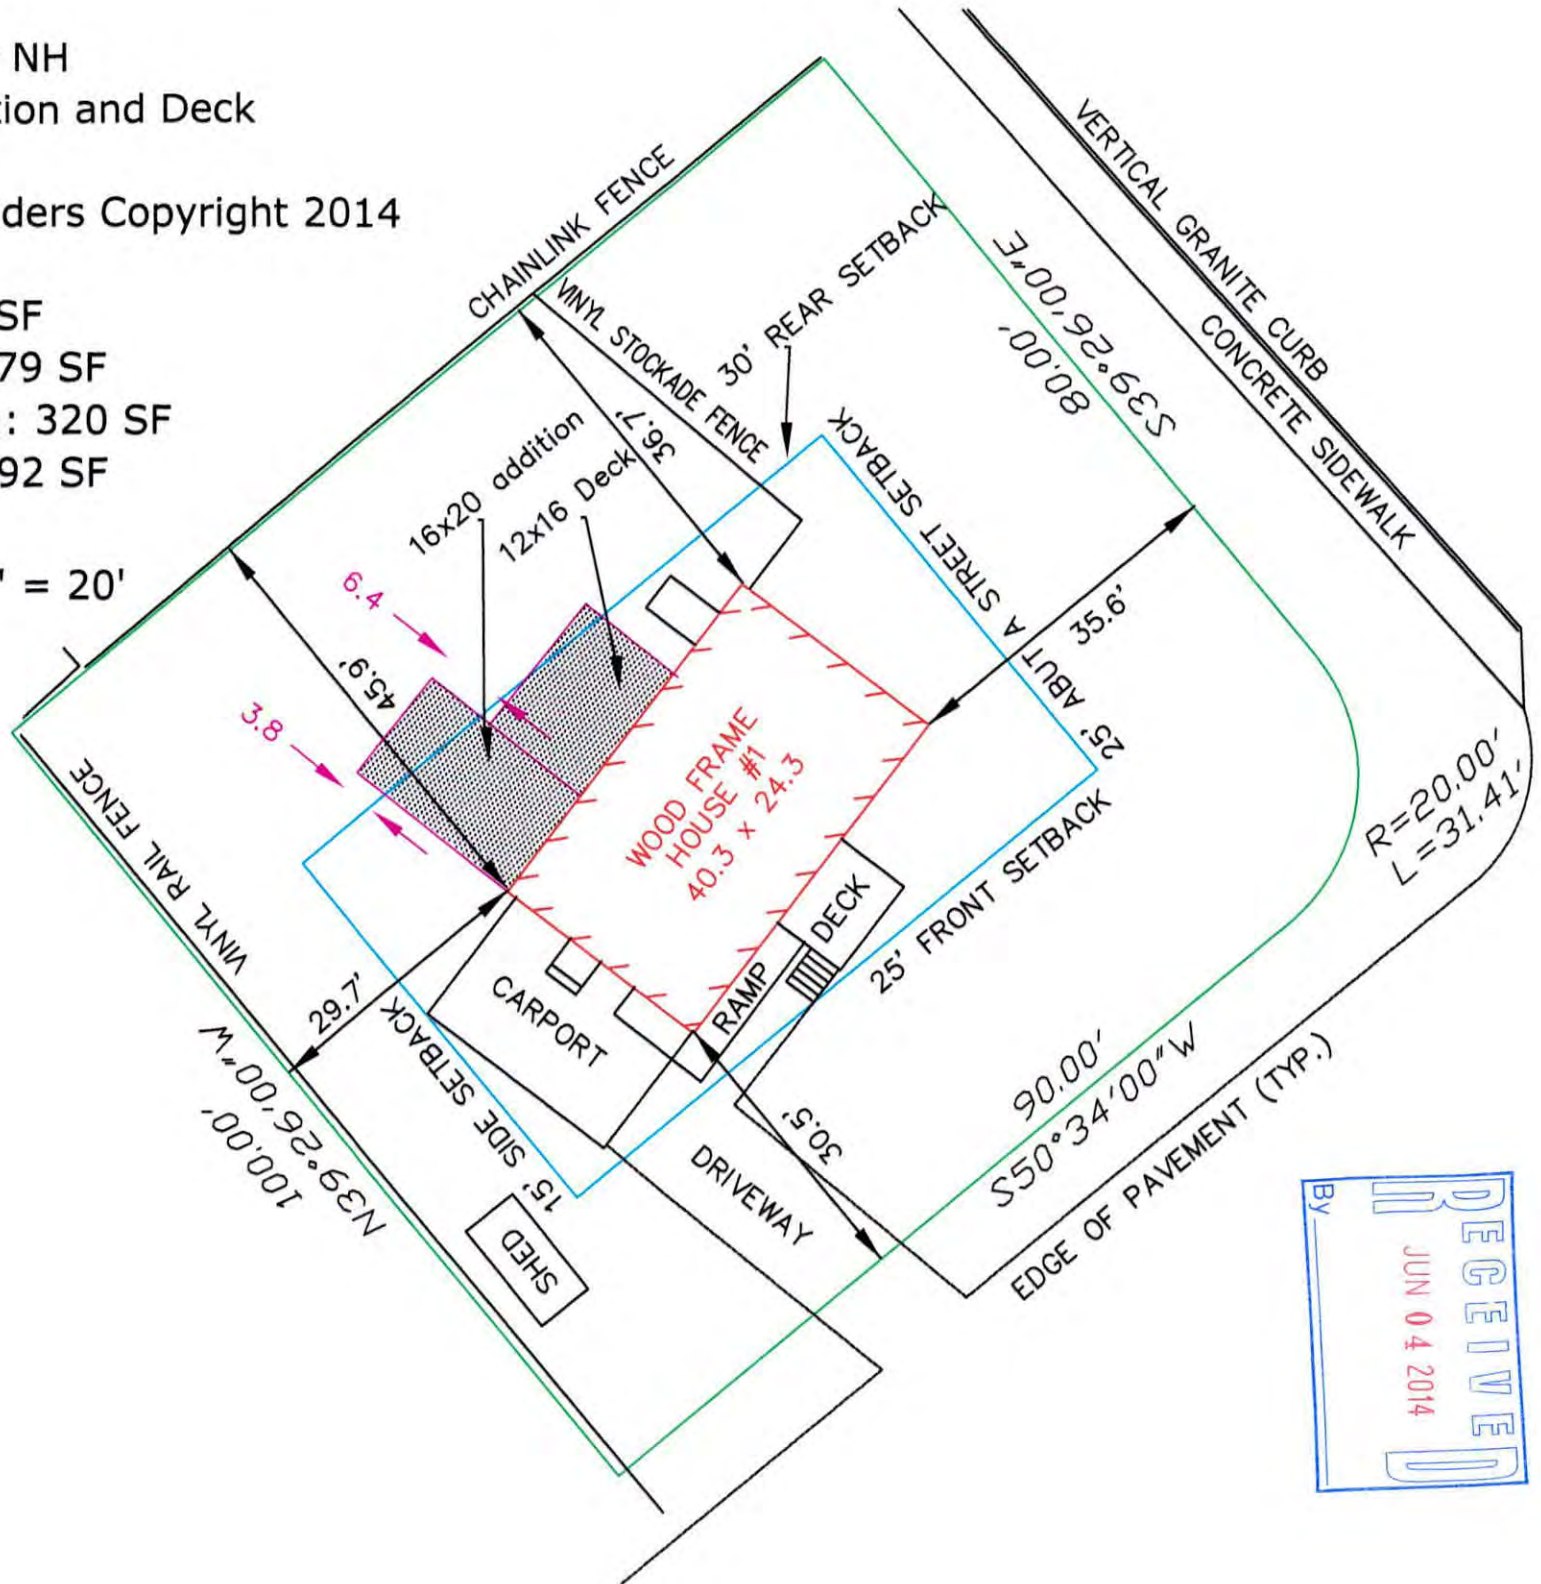 NH
tion and Deck
ders Copyright 2014
SF
79 SF
: 320 SF
92 SF
' = 20'
CHAINLINK FENCE
VINYL STOCKADE FENCE
30' REAR SETBACK
VERTICAL GRANITE CURB
CONCRETE SIDEWALK
S39°26'00"E
80.00'
36.7'
16x20 addition
12x16 Deck
25' ABUT A STREET SETBACK
35.6'
6.4
3.8
45.9'
WOOD FRAME
HOUSE #1
40.3 x 24.3
R=20.00'
L=31.41'
VINYL RAIL FENCE
29.7'
DECK
RAMP
25' FRONT SETBACK
CARPORT
15' SIDE SETBACK
N39°26'00"W
100.00'
30.5'
DRIVEWAY
90.00'
S50°34'00"W
EDGE OF PAVEMENT (TYP.)
SHED
RECEIVED
JUN 04 2014
By